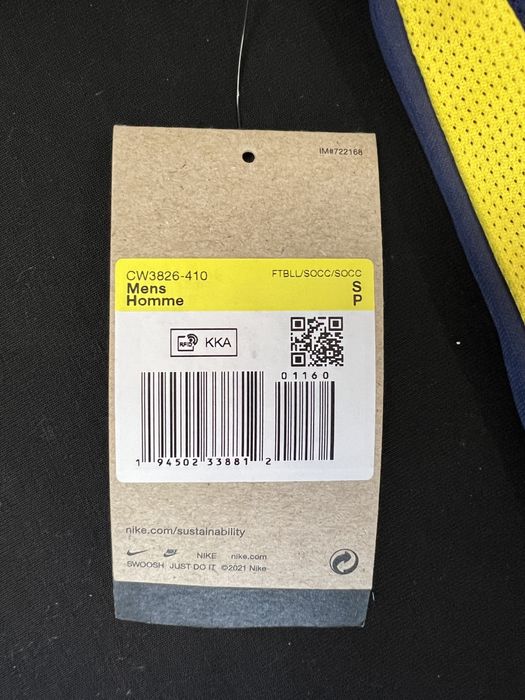 IM#722168
CW3826-410 FTBLL/SOCC/SOCC
Mens S
Homme P
RFID KKA
01160
1 94502 33881 2
nike.com/sustainability
NIKE nike.com
SWOOSH JUST DO IT ©2021 Nike